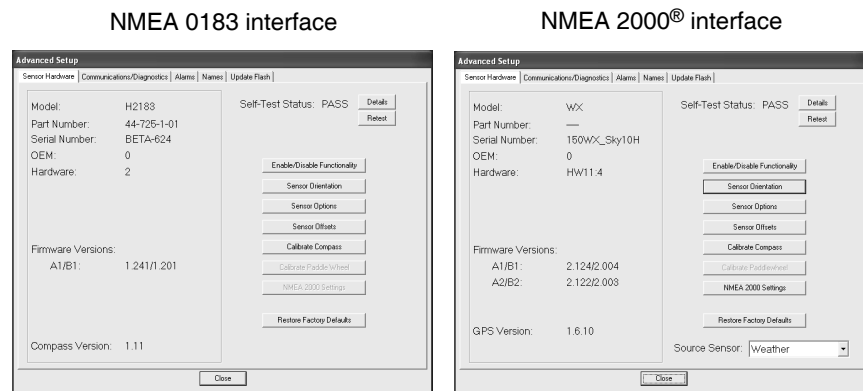 NMEA 0183 interface
Advanced Setup
Sensor Hardware
Communications/Diagnostics
Alarms
Names
Update Flash
Model: H2183
Part Number: 44-725-1-01
Serial Number: BETA-624
OEM: 0
Hardware: 2
Firmware Versions:
A1/B1: 1.241/1.201
Compass Version: 1.11
Self-Test Status: PASS
Details
Retest
Enable/Disable Functionality
Sensor Orientation
Sensor Options
Sensor Offsets
Calibrate Compass
Calibrate Paddle Wheel
NMEA 2000 Settings
Restore Factory Defaults
Close
NMEA 2000® interface
Advanced Setup
Sensor Hardware
Communications/Diagnostics
Alarms
Names
Update Flash
Model: WX
Part Number: —
Serial Number: 150WX_Sky10H
OEM: 0
Hardware: HW11:4
Firmware Versions:
A1/B1: 2.124/2.004
A2/B2: 2.122/2.003
GPS Version: 1.6.10
Self-Test Status: PASS
Details
Retest
Enable/Disable Functionality
Sensor Orientation
Sensor Options
Sensor Offsets
Calibrate Compass
Calibrate Paddlewheel
NMEA 2000 Settings
Restore Factory Defaults
Source Sensor: Weather
Close